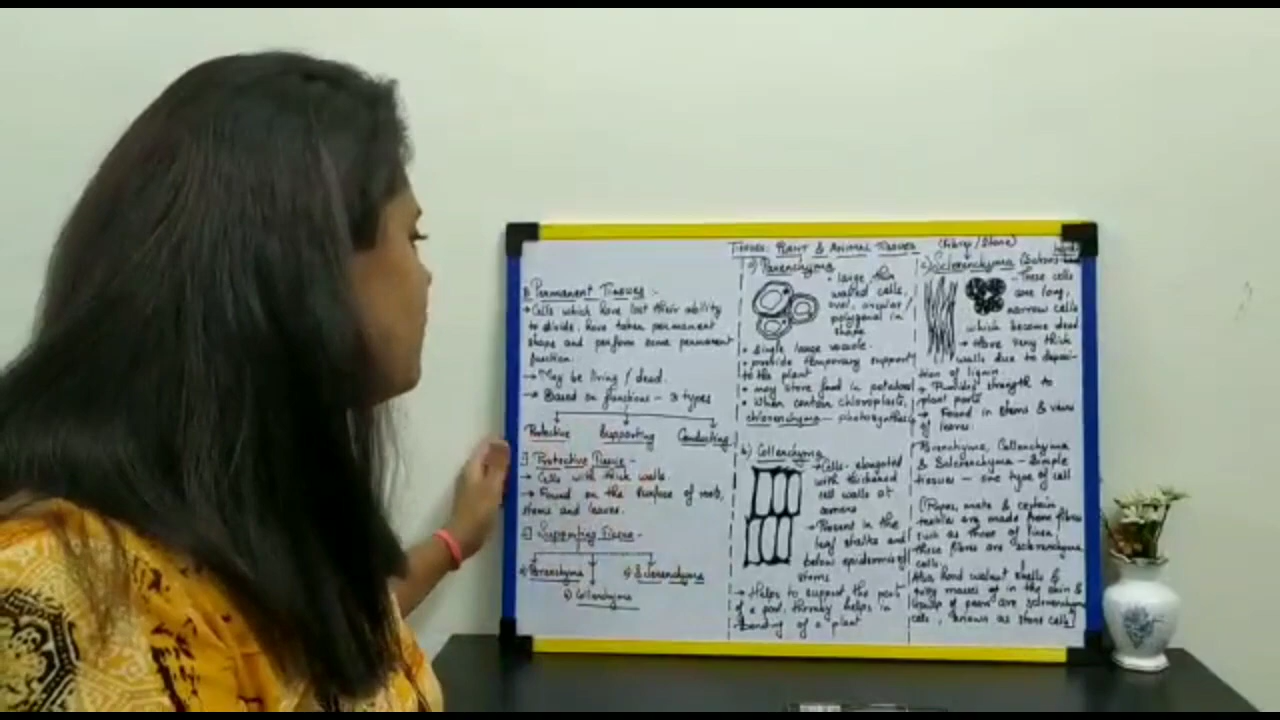 TISSUES: PLANT & ANIMAL TISSUES
PERMANENT TISSUES -
→ Cells which have lost their ability
to divide, have taken permanent
shape and perform some permanent
function.
→ May be living / dead.
→ Based on functions - 3 types
Protective Supporting Conducting
Protective Tissue -
→ Cells with thick walls
→ Found on the surface of roots,
stems and leaves.
Supporting Tissue -
a) Parenchyma c) Sclerenchyma
b) Collenchyma
a) Parenchyma
• large thin
walled cells,
oval, circular /
polygonal in
shape
• Single large vacuole.
• provide temporary support
to the plant
• may store food in
• When contain chloroplasts,
chlorenchyma - photosynthesis
b) Collenchyma
→ Cells - elongated
with thickened
cell walls at
corners
→ Present in the
leaf stalks and
below epidermis of
stems
→ Helps to support the part
of a plant, thereby helps in
bending of a plant
(Fibres / Stone)
c) Sclerenchyma
- These cells
are long,
narrow cells
which become dead
→ Have very thick
walls due to deposi-
tion of lignin
→ Provides strength to
plant parts
→ Found in stems & veins
of leaves.
Parenchyma, Collenchyma
& Sclerenchyma - Simple
tissues - one type of cell
[Ropes, mats & certain
textiles are made from fibres
such as those of linen,
these fibres are sclerenchyma
cells.
Also hard walnut shells &
gritty masses in the skin &
of pears are sclerenchyma
cells, known as stone cells]